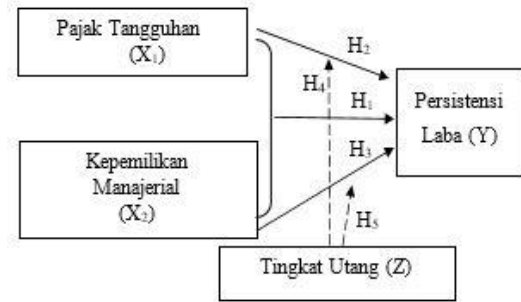 Pajak Tangguhan
(X₁)
H₂
H₄
H₁
Persistensi
Laba (Y)
H₃
Kepemilikan
Manajerial
(X₂)
H₅
Tingkat Utang (Z)